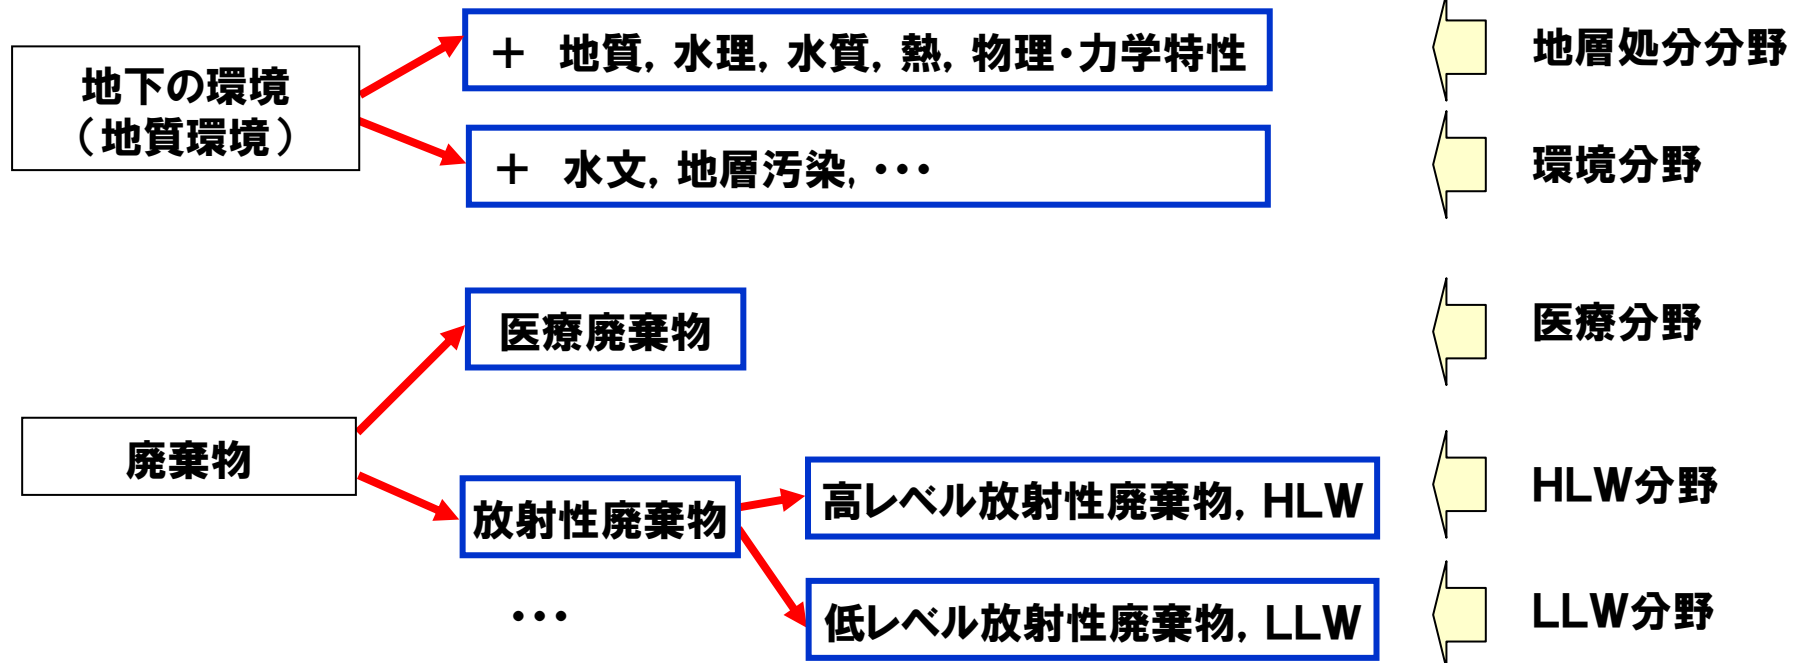 地下の環境
（地質環境）
＋　地質, 水理, 水質, 熱, 物理・力学特性
地層処分分野
＋　水文, 地層汚染, ・・・
環境分野
医療廃棄物
医療分野
廃棄物
放射性廃棄物
高レベル放射性廃棄物, HLW
HLW分野
・・・
低レベル放射性廃棄物, LLW
LLW分野